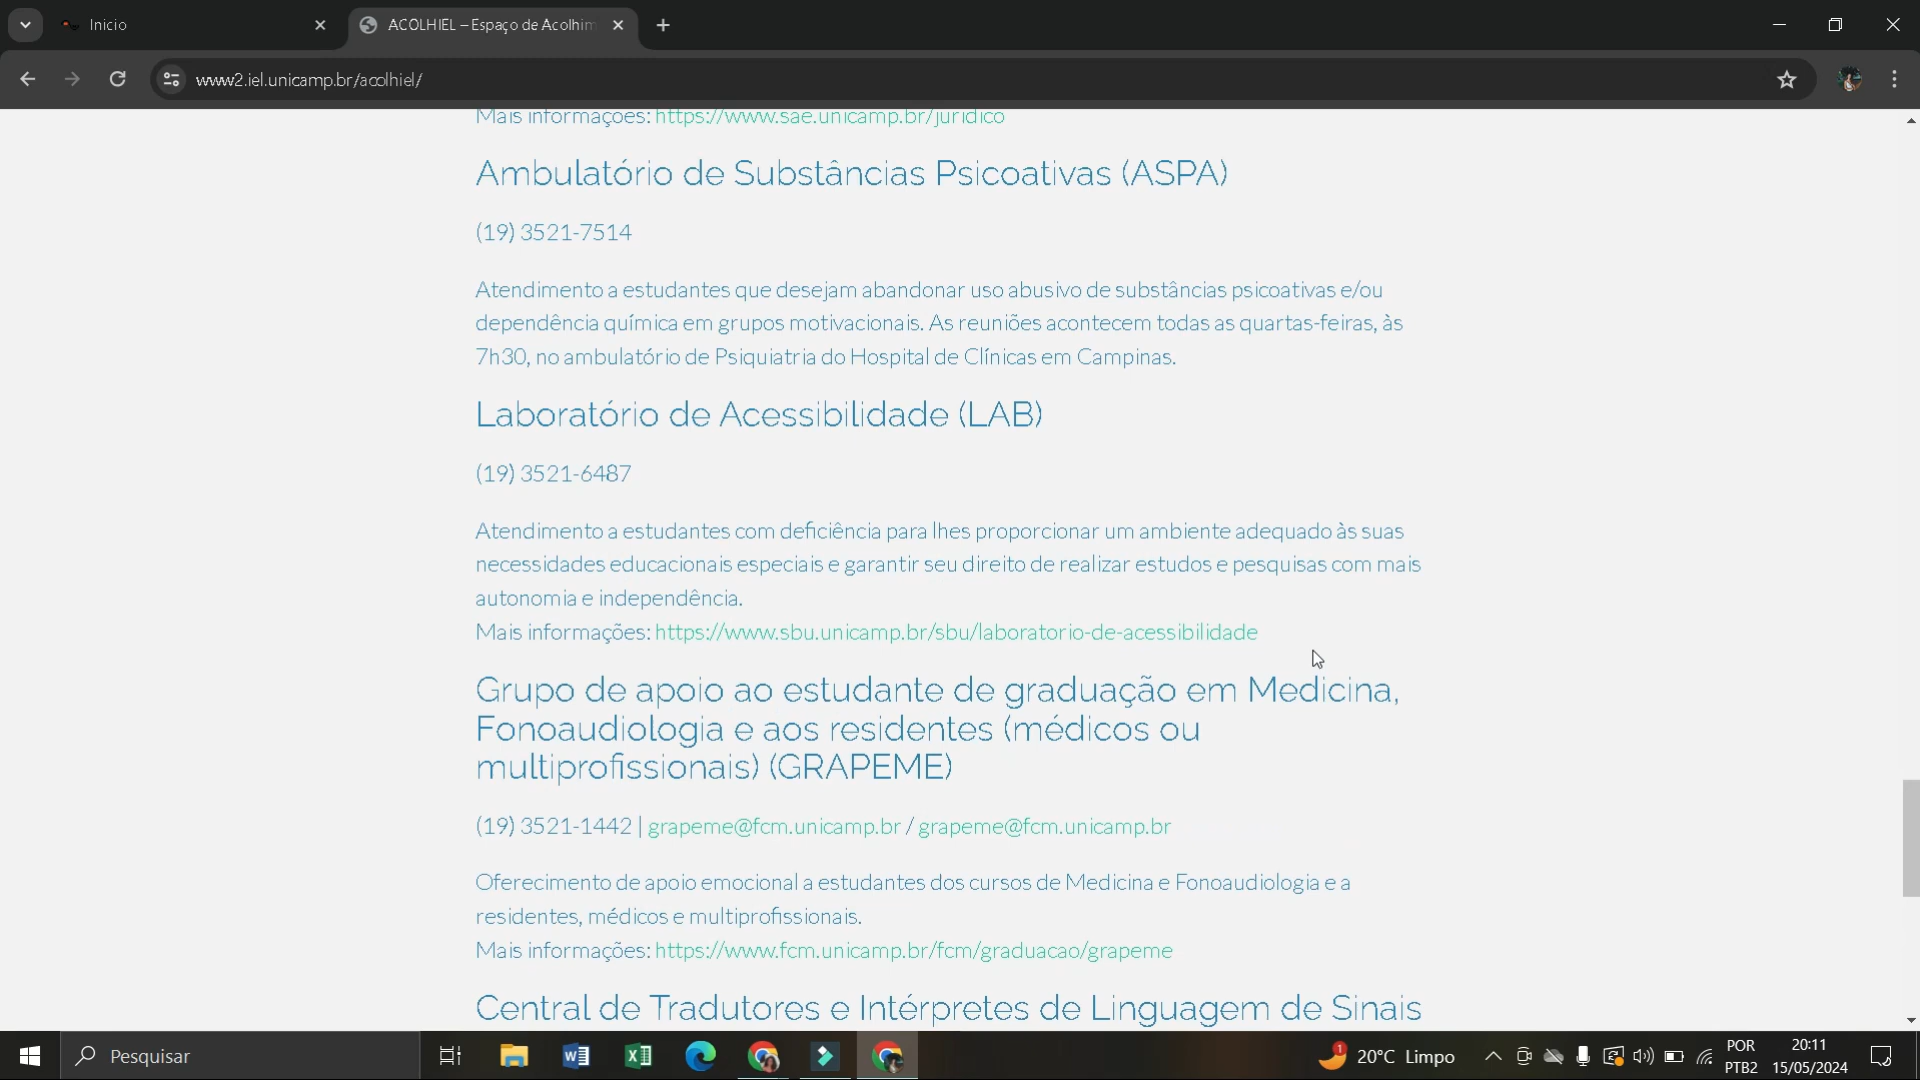 Inicio
ACOLHIEL – Espaço de Acolhim
www2.iel.unicamp.br/acolhiel/
Mais informações: https://www.sae.unicamp.br/juridico
Ambulatório de Substâncias Psicoativas (ASPA)
(19) 3521-7514
Atendimento a estudantes que desejam abandonar uso abusivo de substâncias psicoativas e/ou
dependência química em grupos motivacionais. As reuniões acontecem todas as quartas-feiras, às
7h30, no ambulatório de Psiquiatria do Hospital de Clínicas em Campinas.
Laboratório de Acessibilidade (LAB)
(19) 3521-6487
Atendimento a estudantes com deficiência para lhes proporcionar um ambiente adequado às suas
necessidades educacionais especiais e garantir seu direito de realizar estudos e pesquisas com mais
autonomia e independência.
Mais informações: https://www.sbu.unicamp.br/sbu/laboratorio-de-acessibilidade
Grupo de apoio ao estudante de graduação em Medicina,
Fonoaudiologia e aos residentes (médicos ou
multiprofissionais) (GRAPEME)
(19) 3521-1442 | grapeme@fcm.unicamp.br / grapeme@fcm.unicamp.br
Oferecimento de apoio emocional a estudantes dos cursos de Medicina e Fonoaudiologia e a
residentes, médicos e multiprofissionais.
Mais informações: https://www.fcm.unicamp.br/fcm/graduacao/grapeme
Central de Tradutores e Intérpretes de Linguagem de Sinais
Pesquisar
1
20°C Limpo
POR
PTB2
20:11
15/05/2024